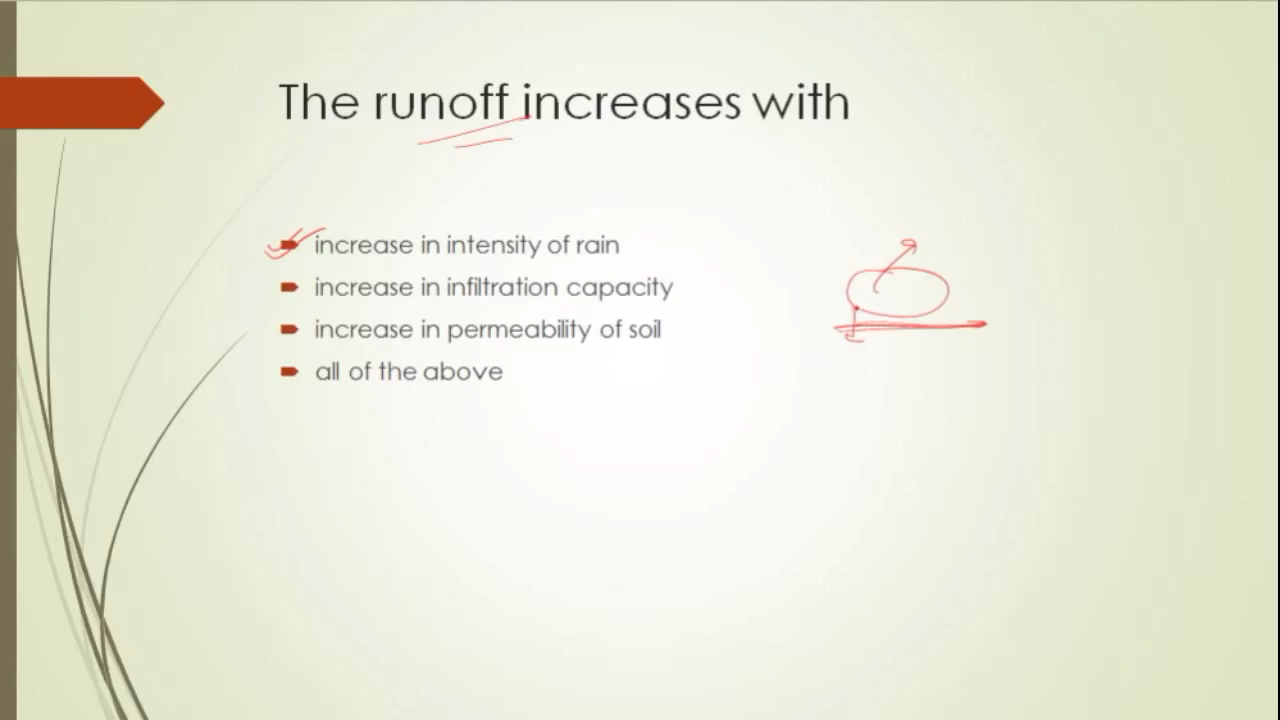 The runoff increases with
increase in intensity of rain
increase in infiltration capacity
increase in permeability of soil
all of the above